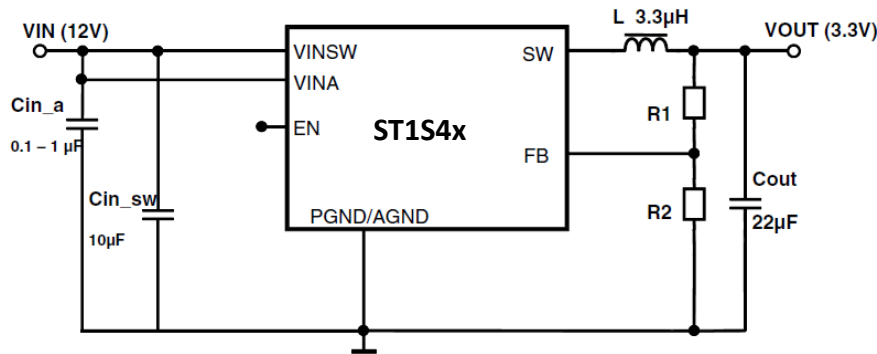 VIN (12V)
L 3.3µH
VOUT (3.3V)
VINSW
SW
VINA
Cin_a
0.1 – 1 µF
EN
ST1S4x
R1
FB
Cin_sw
10µF
PGND/AGND
R2
Cout
22µF